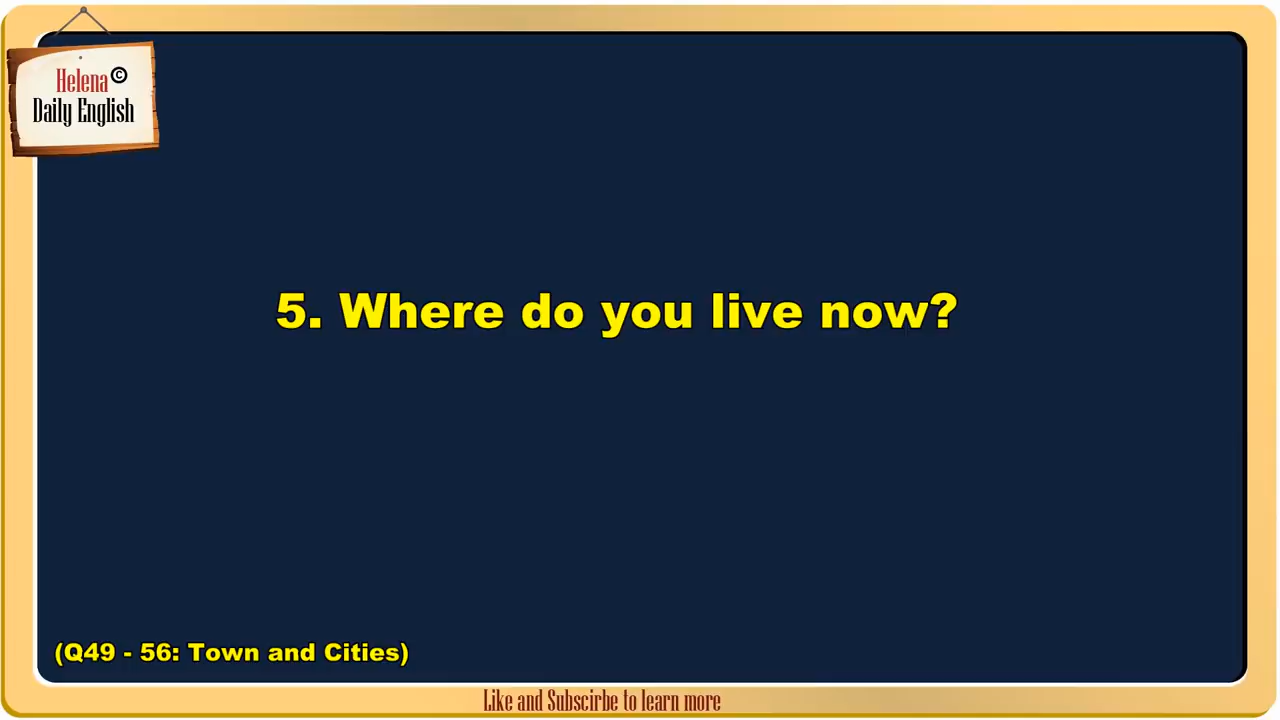 Helena ©
Daily English
5. Where do you live now?
(Q49 - 56: Town and Cities)
Like and Subscirbe to learn more